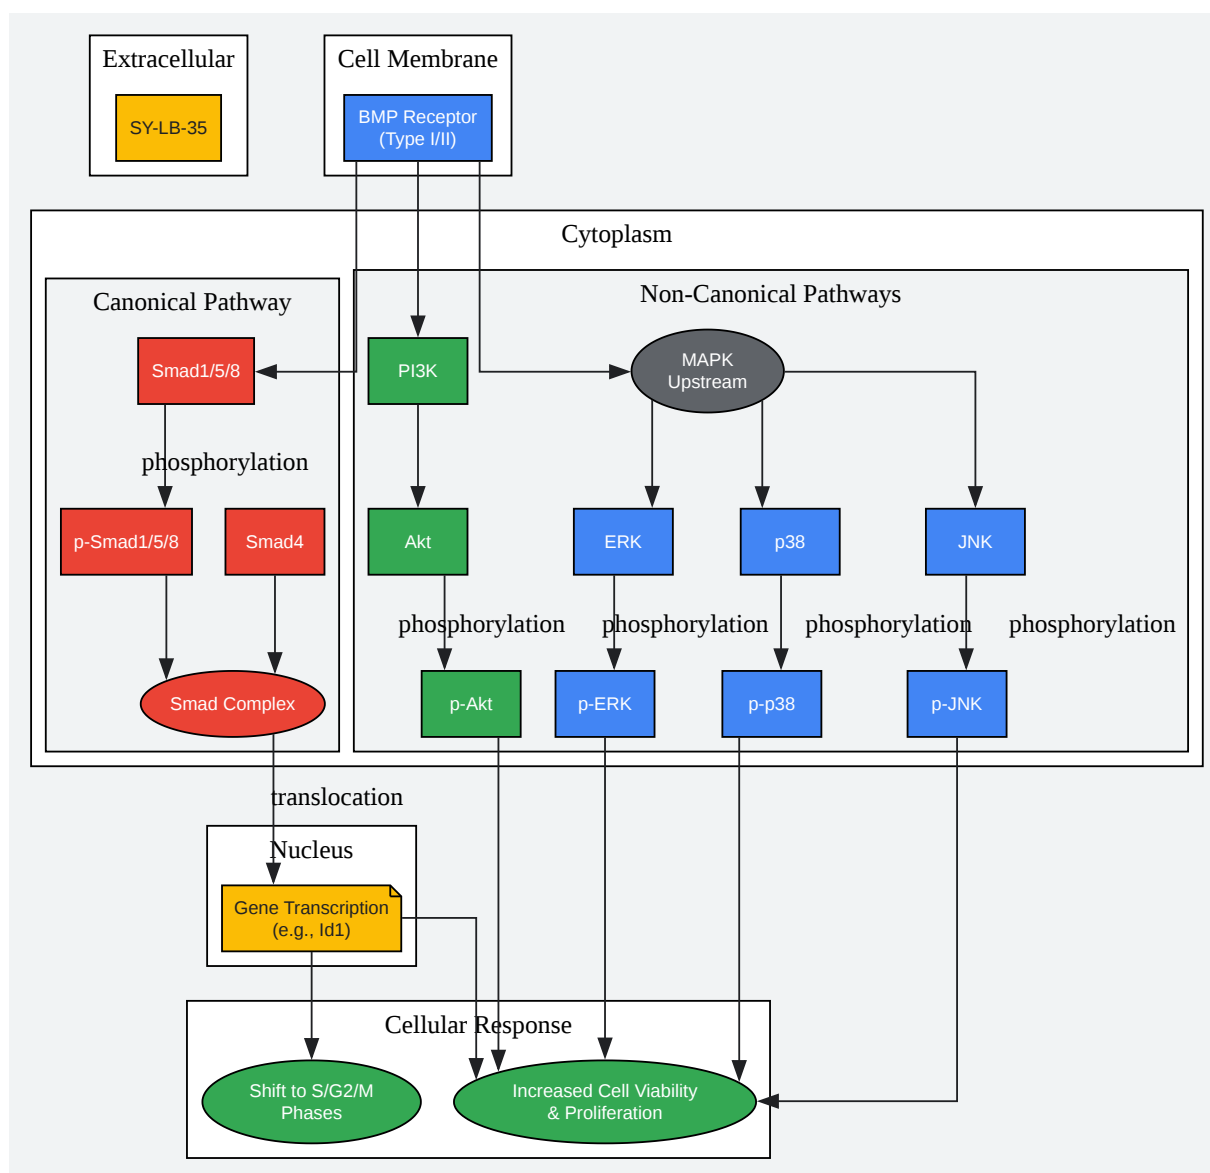 Extracellular
SY-LB-35
Cell Membrane
BMP Receptor
(Type I/II)
Cytoplasm
Canonical Pathway
Smad1/5/8
phosphorylation
p-Smad1/5/8
Smad4
Smad Complex
Non-Canonical Pathways
PI3K
MAPK
Upstream
Akt
ERK
p38
JNK
phosphorylation
phosphorylation
phosphorylation
phosphorylation
p-Akt
p-ERK
p-p38
p-JNK
translocation
Nucleus
Gene Transcription
(e.g., Id1)
Cellular Response
Shift to S/G2/M
Phases
Increased Cell Viability
& Proliferation